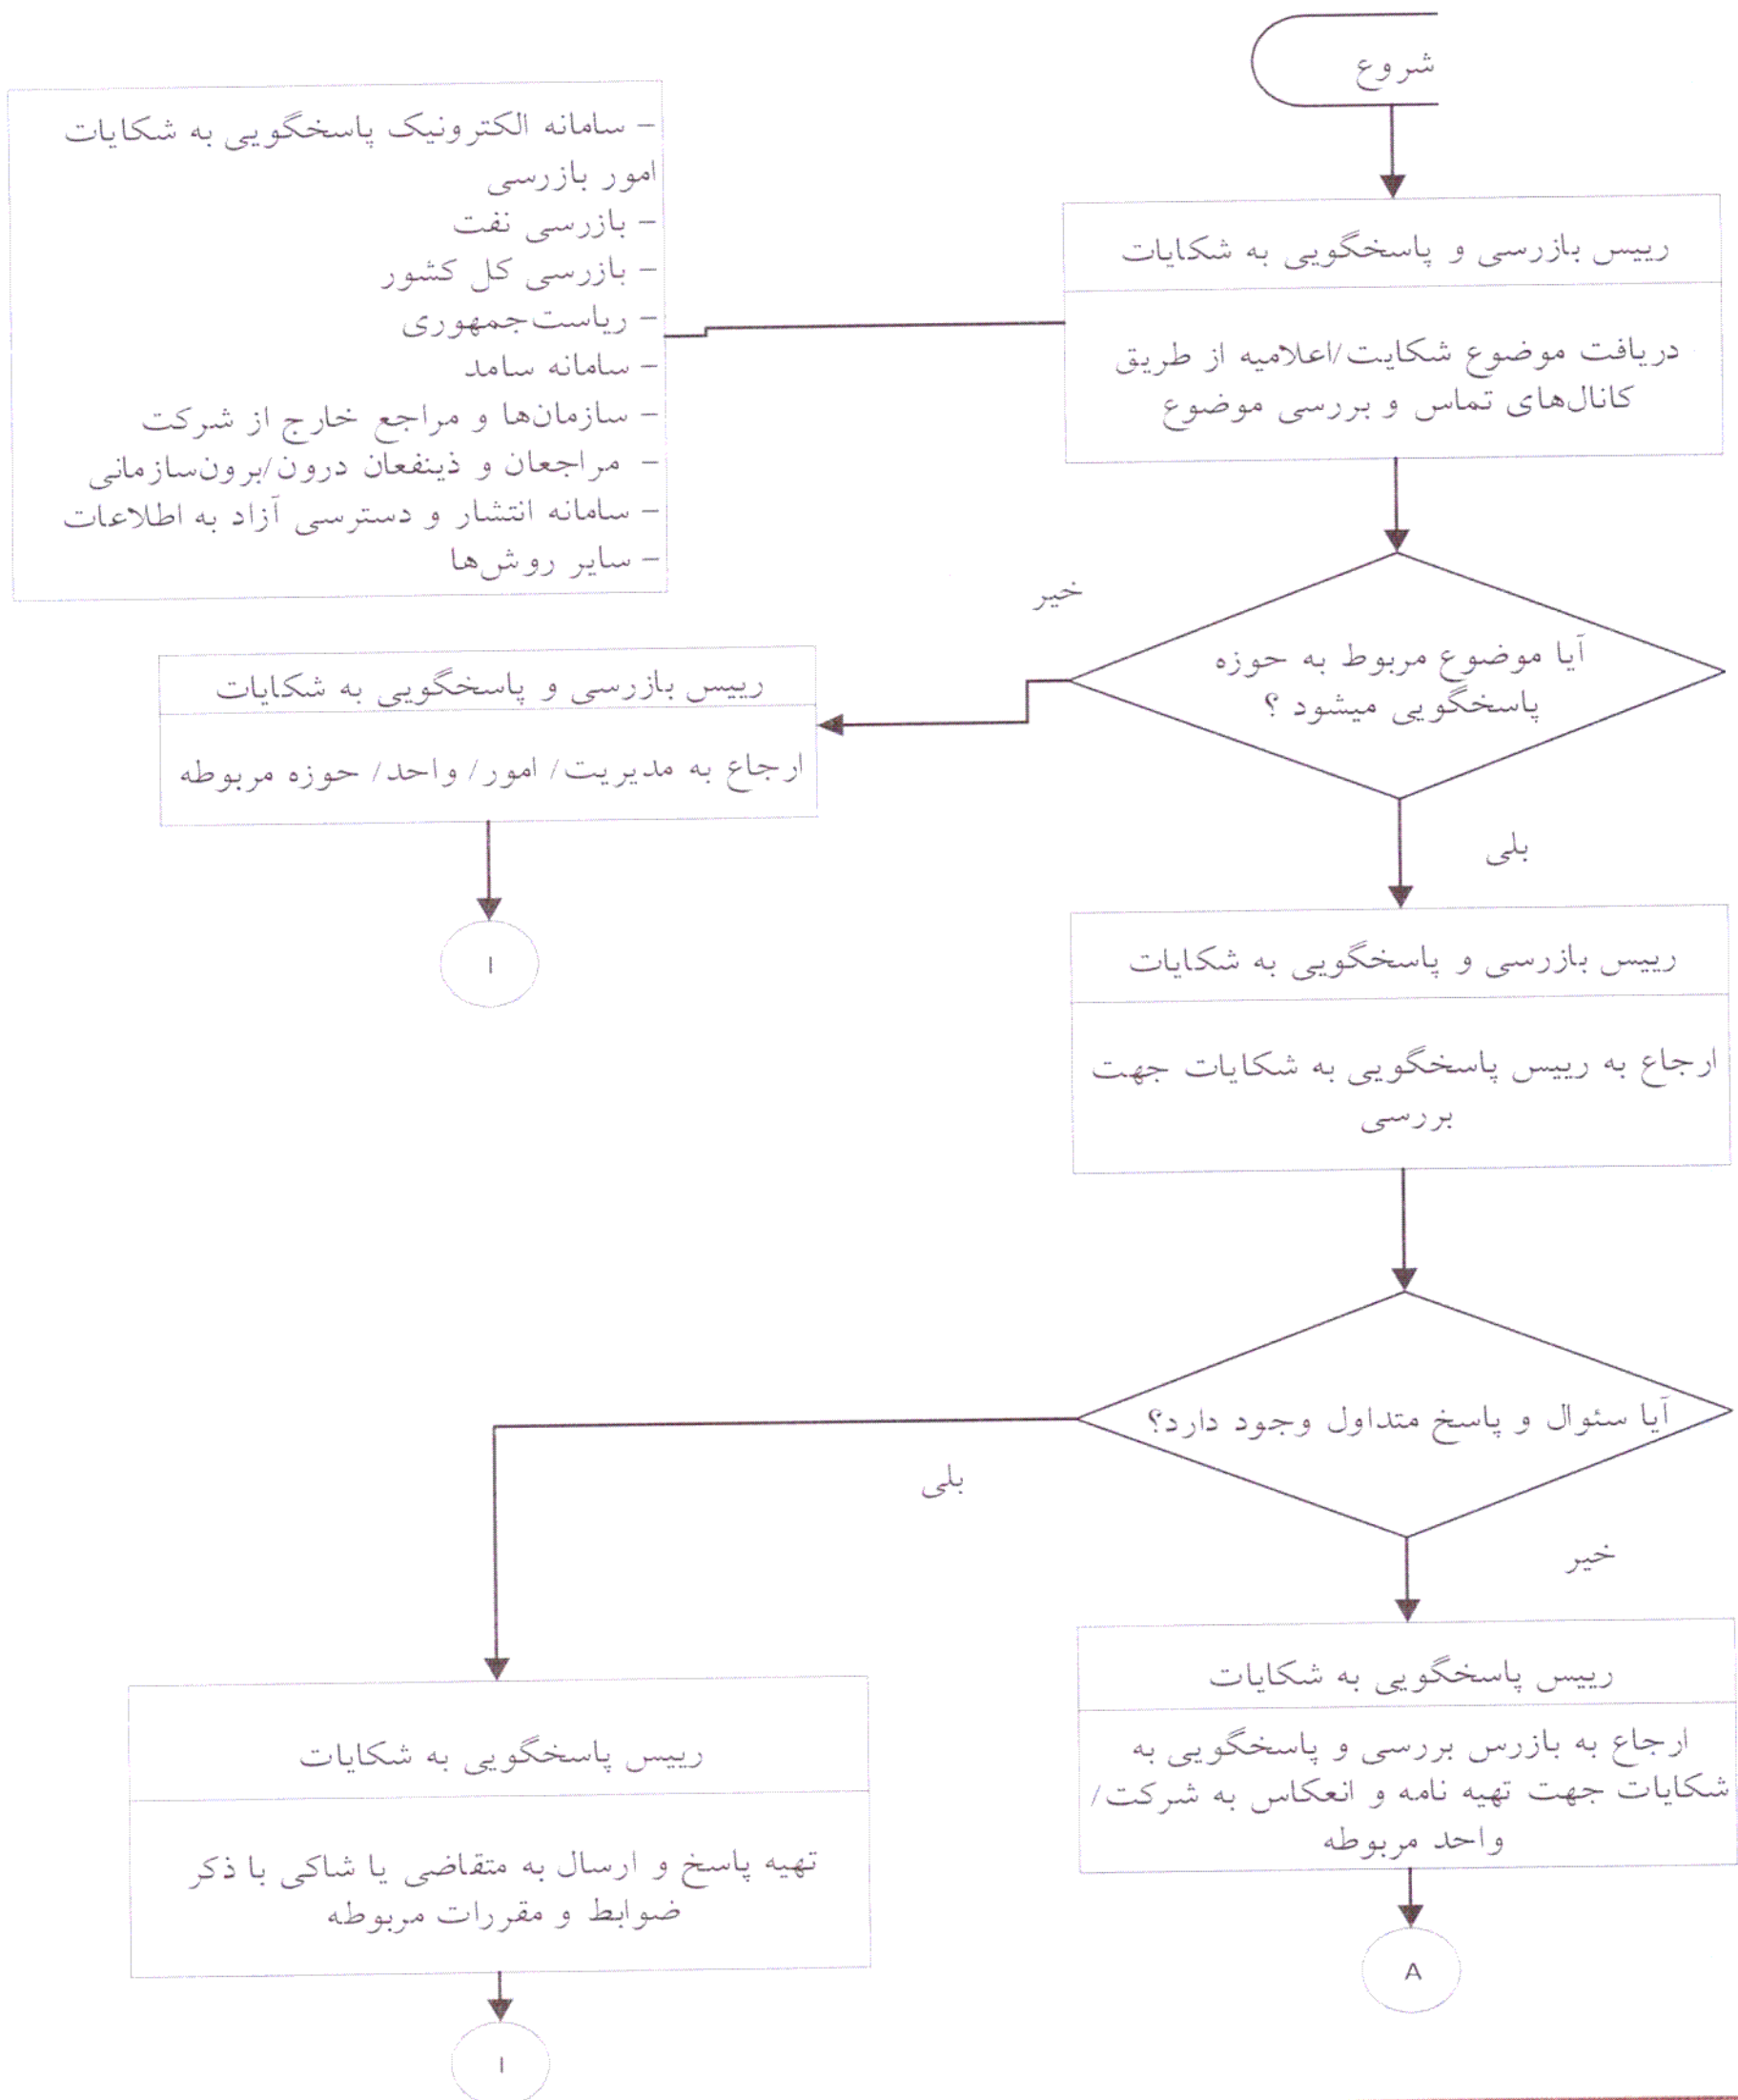 شروع
رییس بازرسی و پاسخگویی به شکایات
دریافت موضوع شکایت/اعلامیه از طریق
کانال‌های تماس و بررسی موضوع
– سامانه الکترونیک پاسخگویی به شکایات
امور بازرسی
– بازرسی نفت
– بازرسی کل کشور
– ریاست‌جمهوری
– سامانه سامد
– سازمان‌ها و مراجع خارج از شرکت
– مراجعان و ذینفعان درون/برون‌سازمانی
– سامانه انتشار و دسترسی آزاد به اطلاعات
– سایر روش‌ها
آیا موضوع مربوط به حوزه
پاسخگویی میشود ؟
خیر
رییس بازرسی و پاسخگویی به شکایات
ارجاع به مدیریت/ امور/ واحد/ حوزه مربوطه
۱
بلی
رییس بازرسی و پاسخگویی به شکایات
ارجاع به رییس پاسخگویی به شکایات جهت
بررسی
آیا سئوال و پاسخ متداول وجود دارد؟
خیر
رییس پاسخگویی به شکایات
ارجاع به بازرس بررسی و پاسخگویی به
شکایات جهت تهیه نامه و انعکاس به شرکت/
واحد مربوطه
A
بلی
رییس پاسخگویی به شکایات
تهیه پاسخ و ارسال به متقاضی یا شاکی با ذکر
ضوابط و مقررات مربوطه
۱